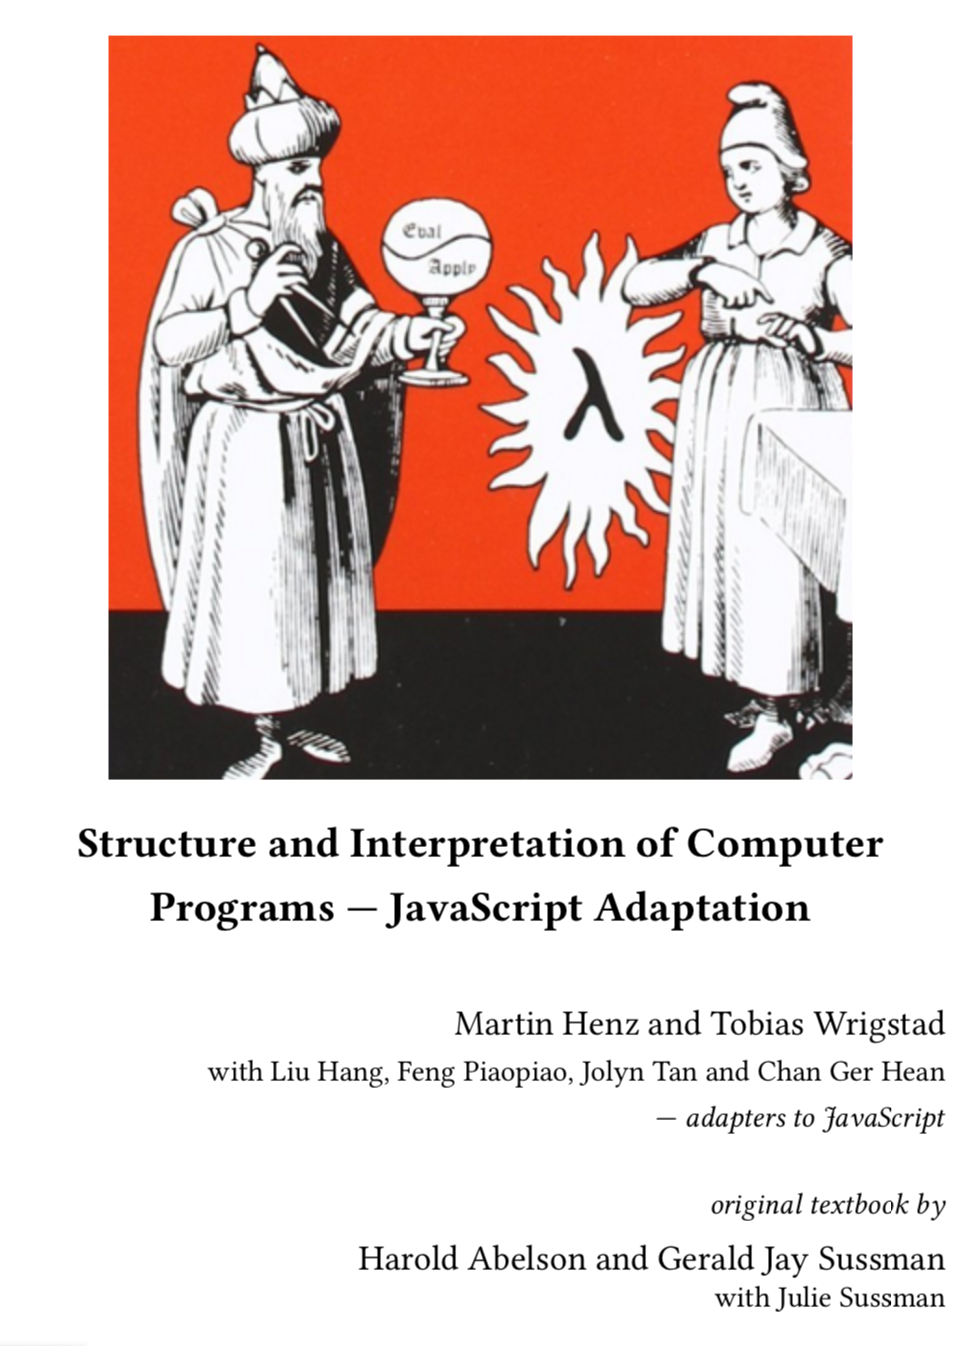 Eval
Apply
λ
Structure and Interpretation of Computer
Programs — JavaScript Adaptation
Martin Henz and Tobias Wrigstad
with Liu Hang, Feng Piaopiao, Jolyn Tan and Chan Ger Hean
— adapters to JavaScript
original textbook by
Harold Abelson and Gerald Jay Sussman
with Julie Sussman